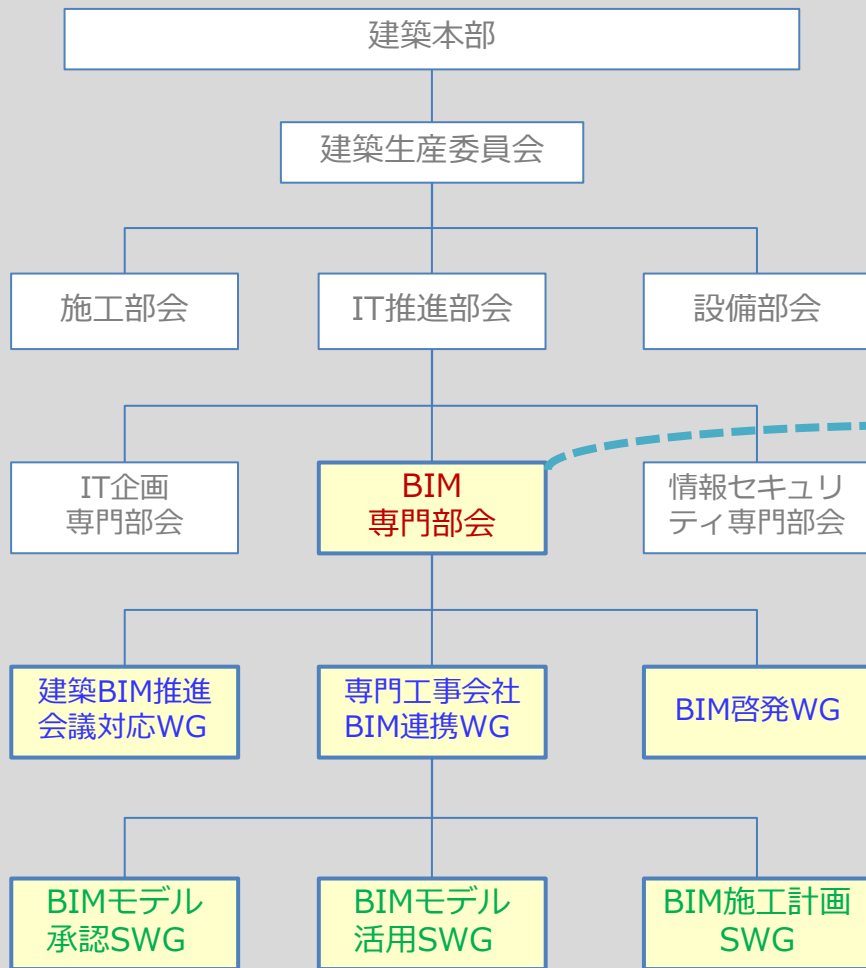 建築本部
建築生産委員会
施工部会
IT推進部会
設備部会
IT企画
専門部会
BIM
専門部会
情報セキュリ
ティ専門部会
建築BIM推進
会議対応WG
専門工事会社
BIM連携WG
BIM啓発WG
BIMモデル
承認SWG
BIMモデル
活用SWG
BIM施工計画
SWG